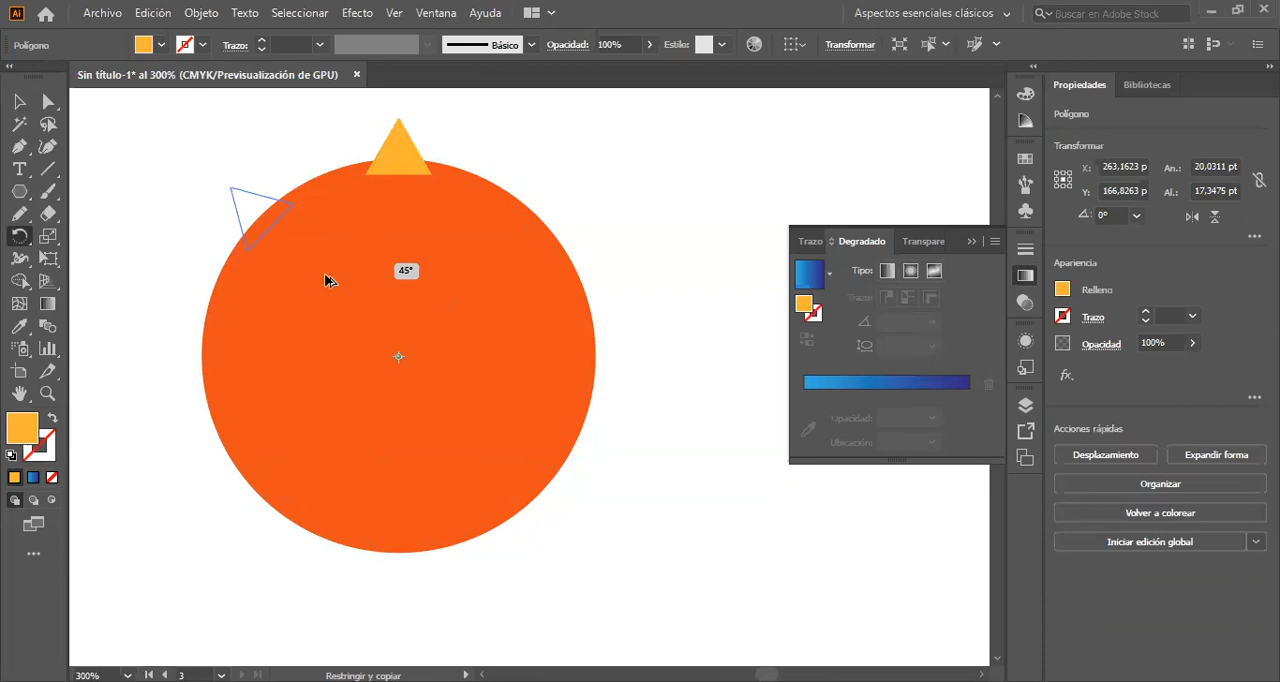 Ai Archivo Edición Objeto Texto Seleccionar Efecto Ver Ventana Ayuda Aspectos esenciales clásicos Buscar en Adobe Stock
Polígono Trazo: Básico Opacidad: 100% Estilo: Transformar
Sin título-1* al 300% (CMYK/Previsualización de GPU) ×
45°
Trazo Degradado Transpare
Tipo:
Trazo:
Opacidad:
Ubicación:
Propiedades Bibliotecas
Polígono
Transformar
X: 263,1623 p An.: 20,0311 pt
Y: 166,8263 p Al.: 17,3475 pt
0°
Apariencia
Relleno
Trazo
Opacidad 100%
fx.
Acciones rápidas
Desplazamiento Expandir forma
Organizar
Volver a colorear
Iniciar edición global
300% 3 Restringir y copiar